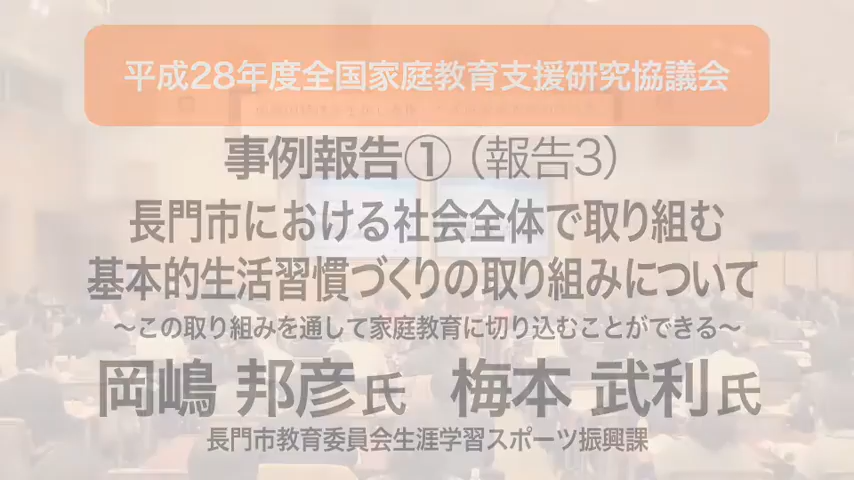 平成28年度全国家庭教育支援研究協議会
事例報告①（報告3）
長門市における社会全体で取り組む
基本的生活習慣づくりの取り組みについて
～この取り組みを通して家庭教育に切り込むことができる～
岡嶋 邦彦氏 梅本 武利氏
長門市教育委員会生涯学習スポーツ振興課